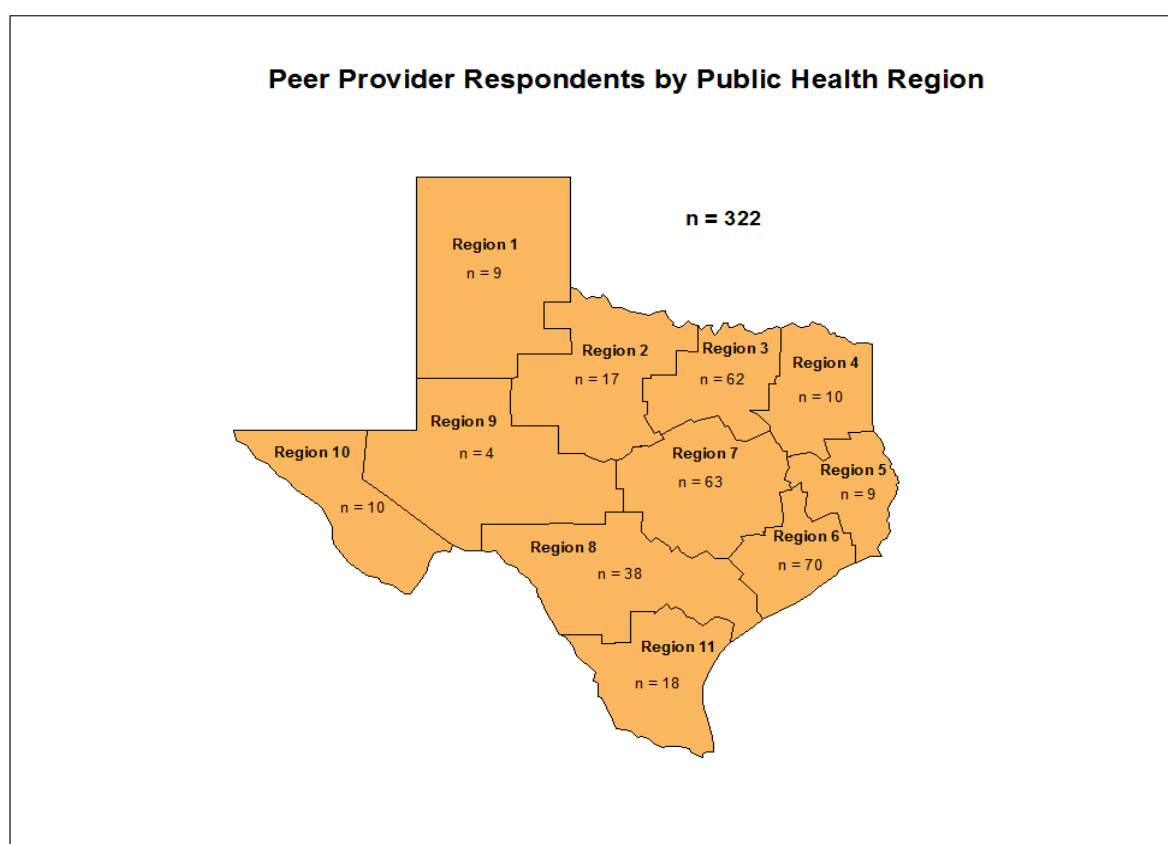 Peer Provider Respondents by Public Health Region
n = 322
Region 1
n = 9
Region 2
n = 17
Region 3
n = 62
Region 4
n = 10
Region 9
n = 4
Region 10
n = 10
Region 7
n = 63
Region 5
n = 9
Region 6
n = 70
Region 8
n = 38
Region 11
n = 18